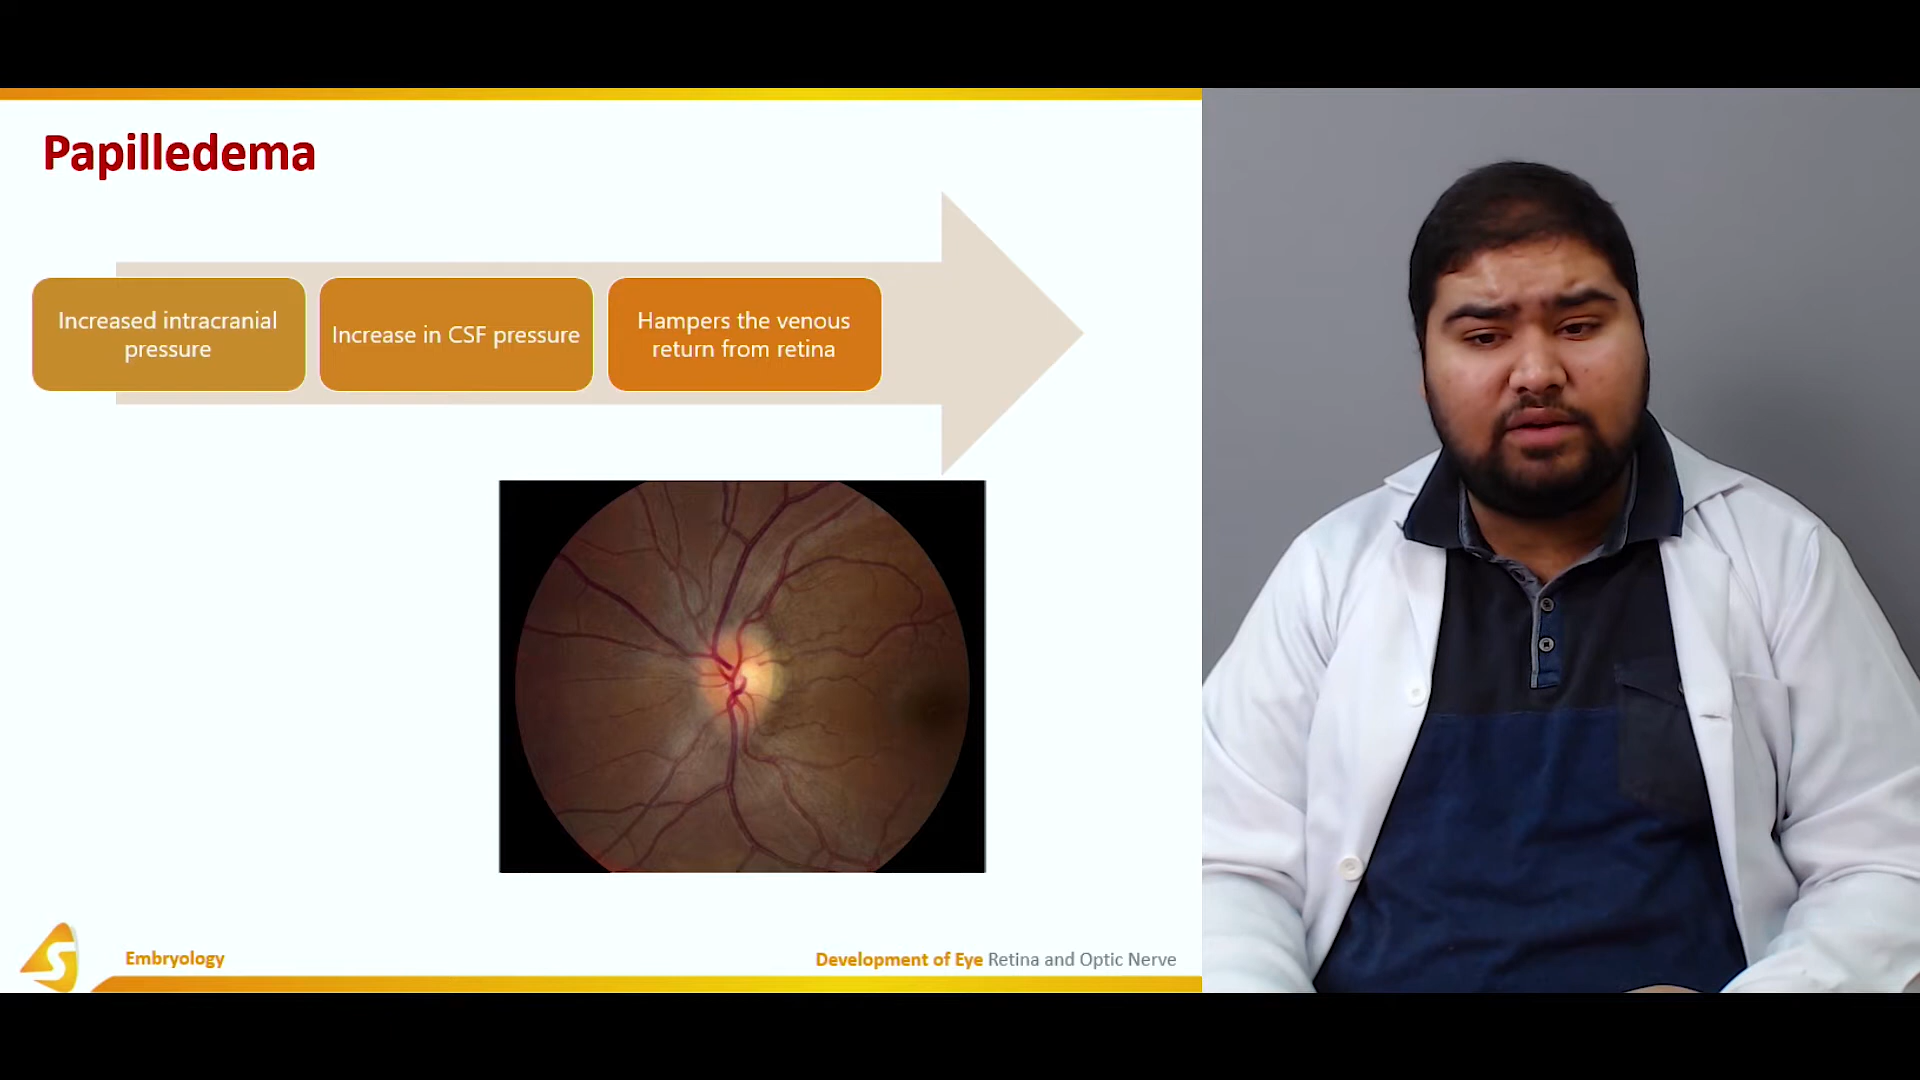 Papilledema
Increased intracranial
pressure
Increase in CSF pressure
Hampers the venous
return from retina
Embryology
Development of Eye Retina and Optic Nerve